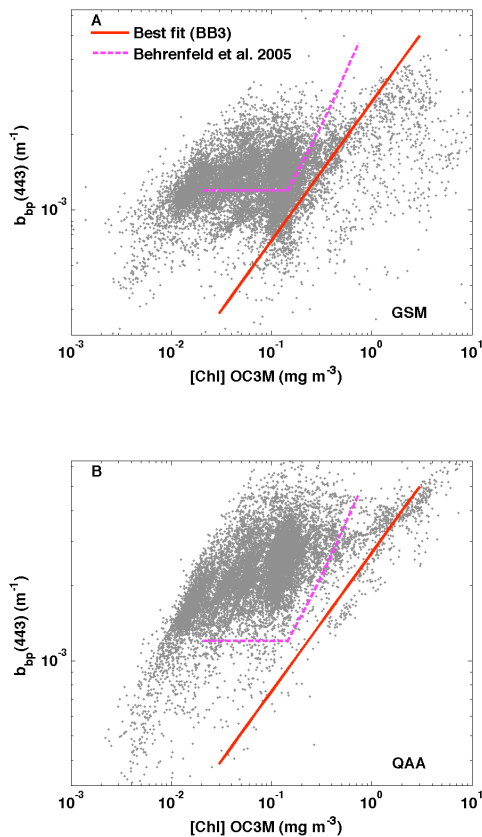 A
Best fit (BB3)
Behrenfeld et al. 2005
b_bp(443) (m^-1)
10^-3
GSM
10^-3 10^-2 10^-1 10^0 10^1
[Chl] OC3M (mg m^-3)
B
b_bp(443) (m^-1)
10^-3
QAA
10^-3 10^-2 10^-1 10^0 10^1
[Chl] OC3M (mg m^-3)